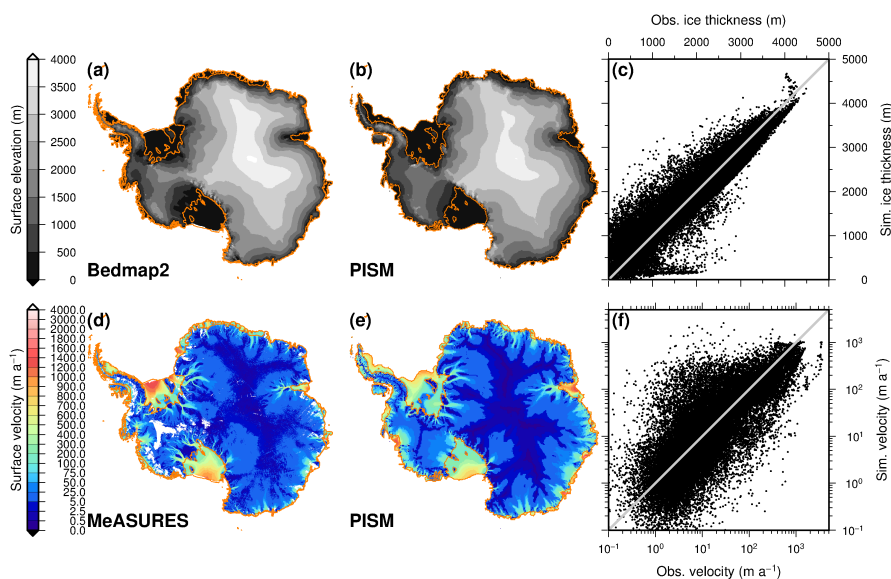 Obs. ice thickness (m)
0 1000 2000 3000 4000 5000
(a)
(b)
(c)
Surface elevation (m)
4000
3500
3000
2500
2000
1500
1000
500
0
Bedmap2
PISM
5000
4000
3000
2000
1000
0
Sim. ice thickness (m)
(d)
(e)
(f)
Surface velocity (m a⁻¹)
4000.0
3000.0
2000.0
1800.0
1600.0
1400.0
1200.0
1000.0
900.0
800.0
700.0
600.0
500.0
400.0
300.0
200.0
100.0
75.0
50.0
25.0
10.0
5.0
2.5
1.5
0.0
MeASUREs
PISM
10³
10²
10¹
10⁰
10⁻¹
Sim. velocity (m a⁻¹)
10⁻¹ 10⁰ 10¹ 10² 10³
Obs. velocity (m a⁻¹)